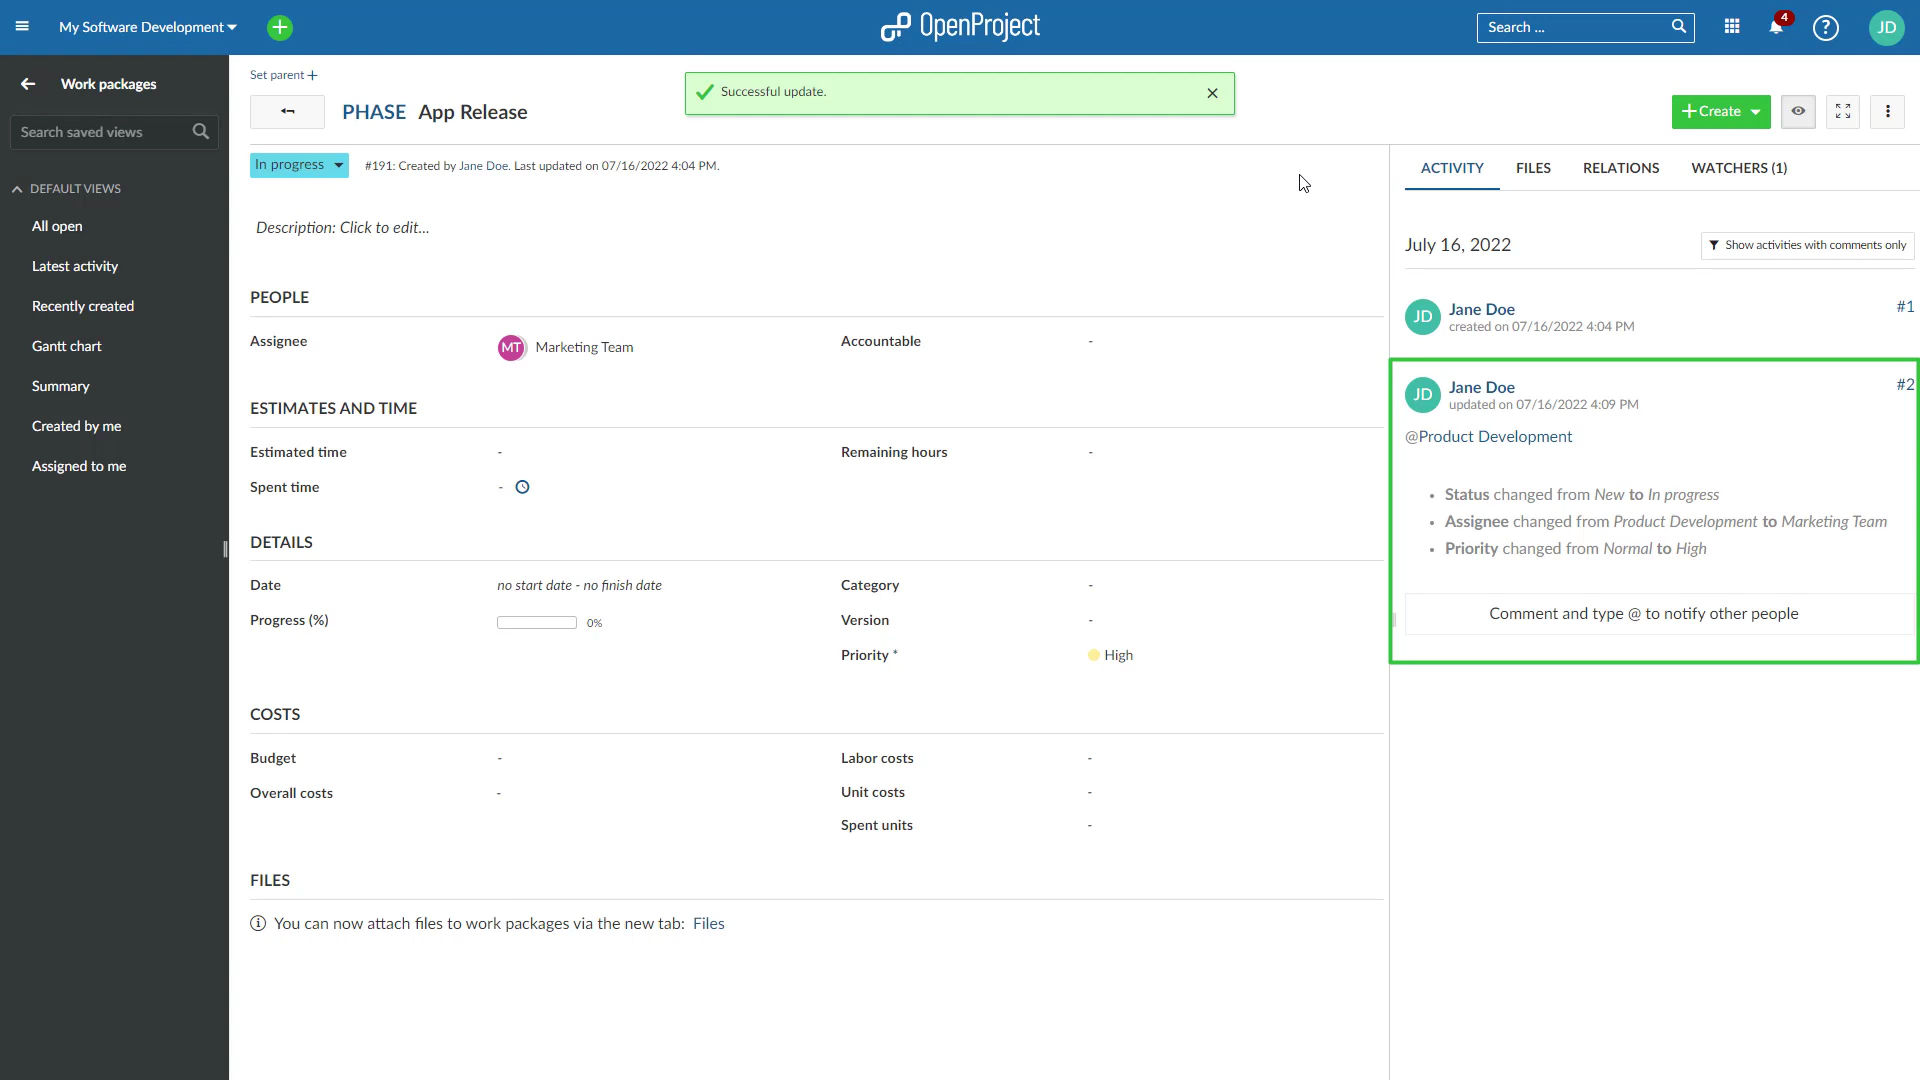 My Software Development
OpenProject
Search ...
4
?
JD
Work packages
Search saved views
DEFAULT VIEWS
All open
Latest activity
Recently created
Gantt chart
Summary
Created by me
Assigned to me
Set parent +
Successful update.
PHASE App Release
+ Create
In progress
#191: Created by Jane Doe. Last updated on 07/16/2022 4:04 PM.
Description: Click to edit...
PEOPLE
Assignee
MT Marketing Team
Accountable
-
ESTIMATES AND TIME
Estimated time
-
Remaining hours
-
Spent time
-
DETAILS
Date
no start date - no finish date
Category
-
Progress (%)
0%
Version
-
Priority *
High
COSTS
Budget
-
Labor costs
-
Overall costs
-
Unit costs
-
Spent units
-
FILES
You can now attach files to work packages via the new tab: Files
ACTIVITY
FILES
RELATIONS
WATCHERS (1)
July 16, 2022
Show activities with comments only
JD
Jane Doe
#1
created on 07/16/2022 4:04 PM
JD
Jane Doe
#2
updated on 07/16/2022 4:09 PM
@Product Development
• Status changed from New to In progress
• Assignee changed from Product Development to Marketing Team
• Priority changed from Normal to High
Comment and type @ to notify other people